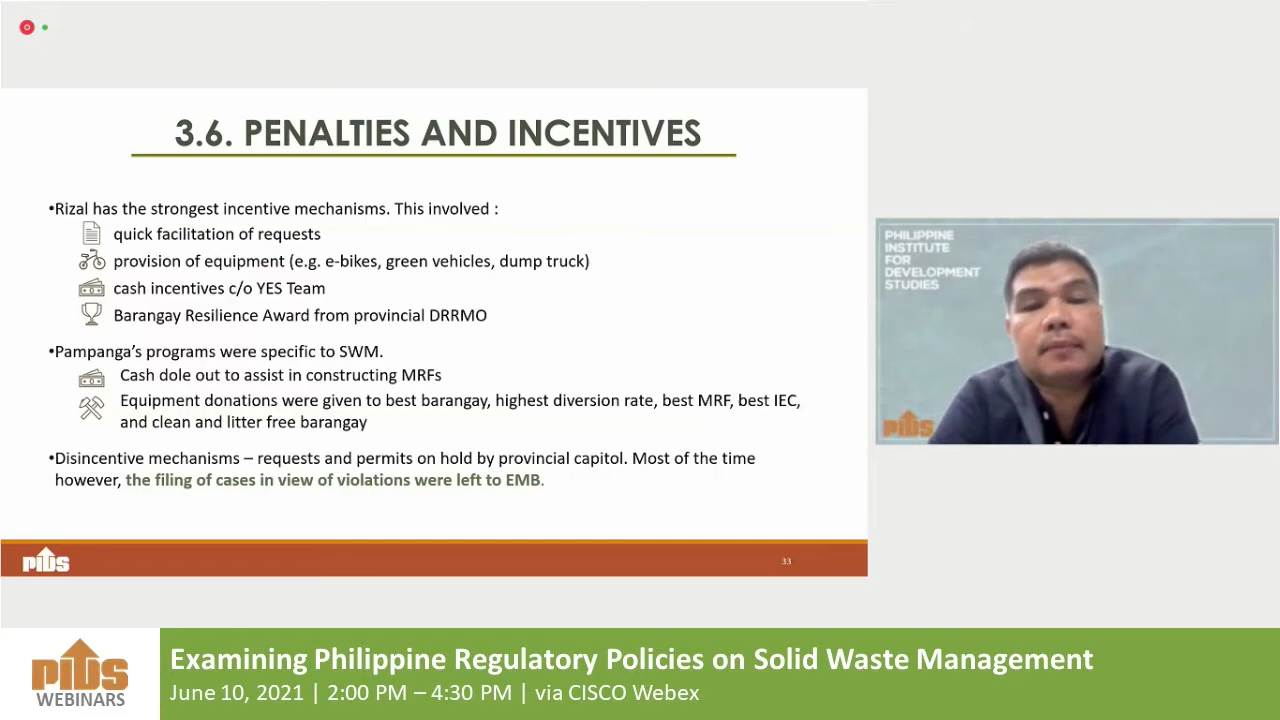 3.6. PENALTIES AND INCENTIVES
•Rizal has the strongest incentive mechanisms. This involved :
quick facilitation of requests
provision of equipment (e.g. e-bikes, green vehicles, dump truck)
cash incentives c/o YES Team
Barangay Resilience Award from provincial DRRMO
•Pampanga's programs were specific to SWM.
Cash dole out to assist in constructing MRFs
Equipment donations were given to best barangay, highest diversion rate, best MRF, best IEC,
and clean and litter free barangay
•Disincentive mechanisms – requests and permits on hold by provincial capitol. Most of the time
however, the filing of cases in view of violations were left to EMB.
PIDS
33
PHILIPPINE
INSTITUTE
FOR
DEVELOPMENT
STUDIES
PIDS
PIDS
WEBINARS
Examining Philippine Regulatory Policies on Solid Waste Management
June 10, 2021 | 2:00 PM – 4:30 PM | via CISCO Webex